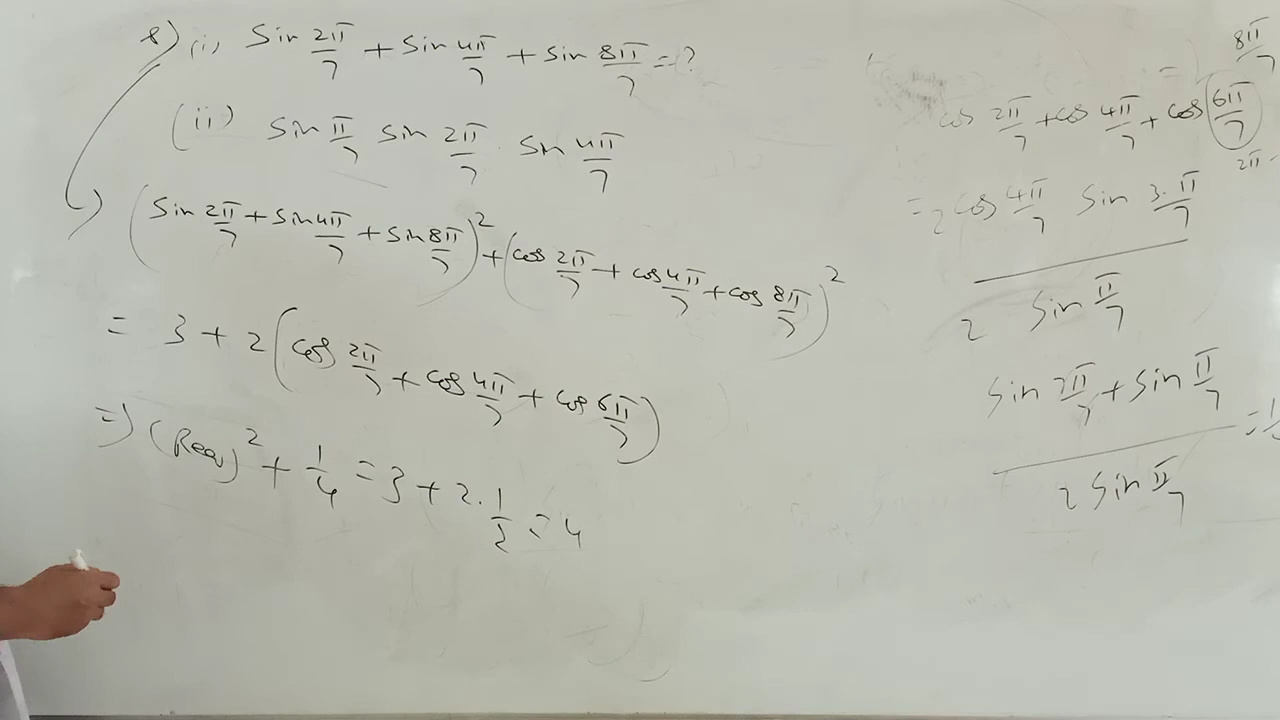 8) (i) Sin 2π/7 + Sin 4π/7 + Sin 8π/7 = ?
(ii) Sin π/7 Sin 2π/7 . Sin 4π/7
(Sin 2π/7 + Sin 4π/7 + Sin 8π/7)² + (Cos 2π/7 + Cos 4π/7 + Cos 8π/7)²
= 3 + 2 (Cos 2π/7 + Cos 4π/7 + Cos 6π/7)
⇒ (Req)² + 1/4 = 3 + 2 . 1/2 = 4
8π/7
=
Cos 2π/7 + Cos 4π/7 + Cos 6π/7
2π -
= 2 Cos 4π/7 Sin 3.π/7
2 Sin π/7
Sin 2π/7 + Sin π/7
2 Sin π/7